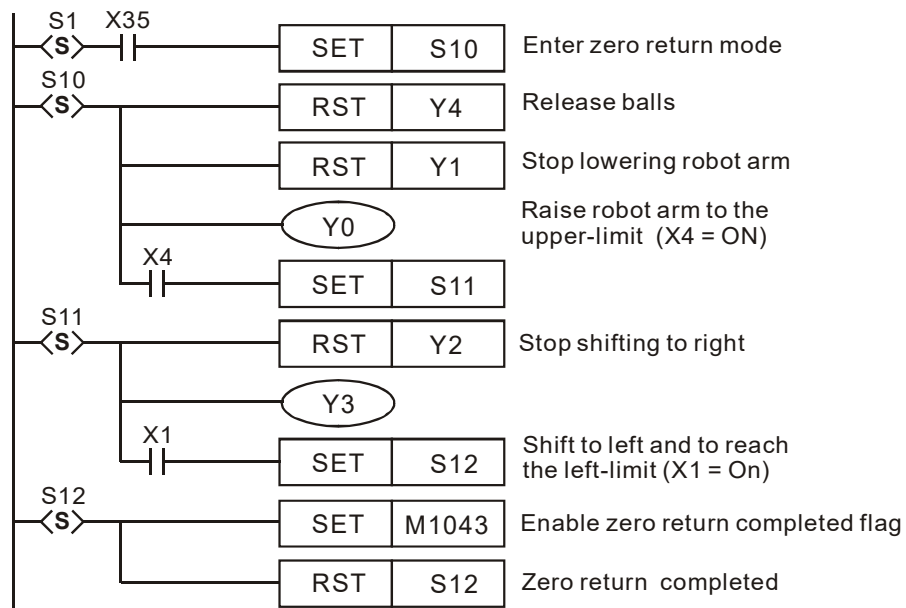 S1 X35
S SET S10 Enter zero return mode
S10
S RST Y4 Release balls
RST Y1 Stop lowering robot arm
Y0 Raise robot arm to the
upper-limit (X4 = ON)
X4
SET S11
S11
S RST Y2 Stop shifting to right
Y3
X1
SET S12 Shift to left and to reach
the left-limit (X1 = On)
S12
S SET M1043 Enable zero return completed flag
RST S12 Zero return completed